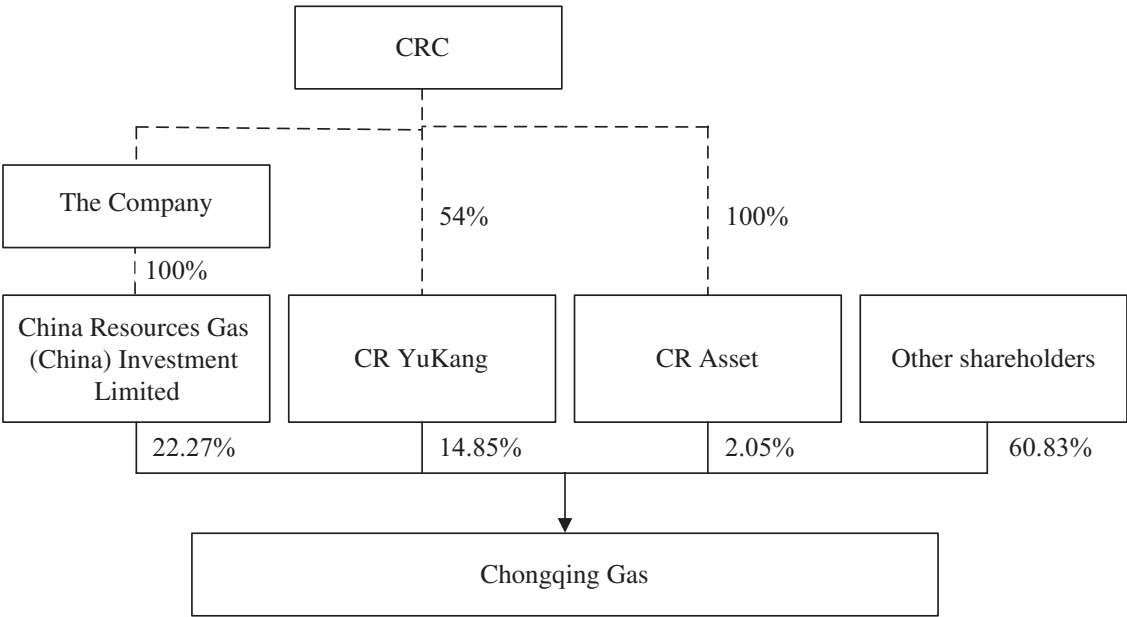 CRC
The Company
54%
100%
100%
China Resources Gas
(China) Investment
Limited
CR YuKang
CR Asset
Other shareholders
22.27%
14.85%
2.05%
60.83%
Chongqing Gas